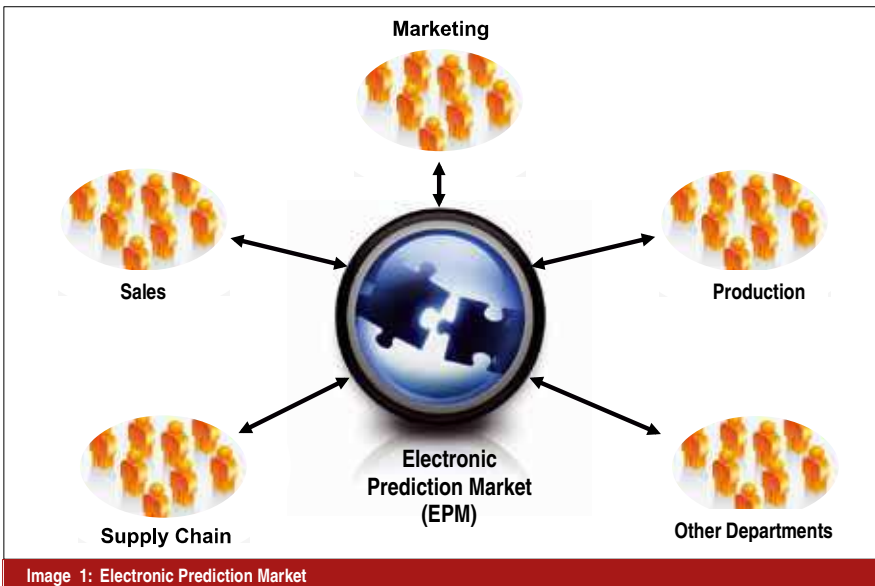 Marketing
Sales
Production
Electronic
Prediction Market
(EPM)
Supply Chain
Other Departments
Image 1: Electronic Prediction Market